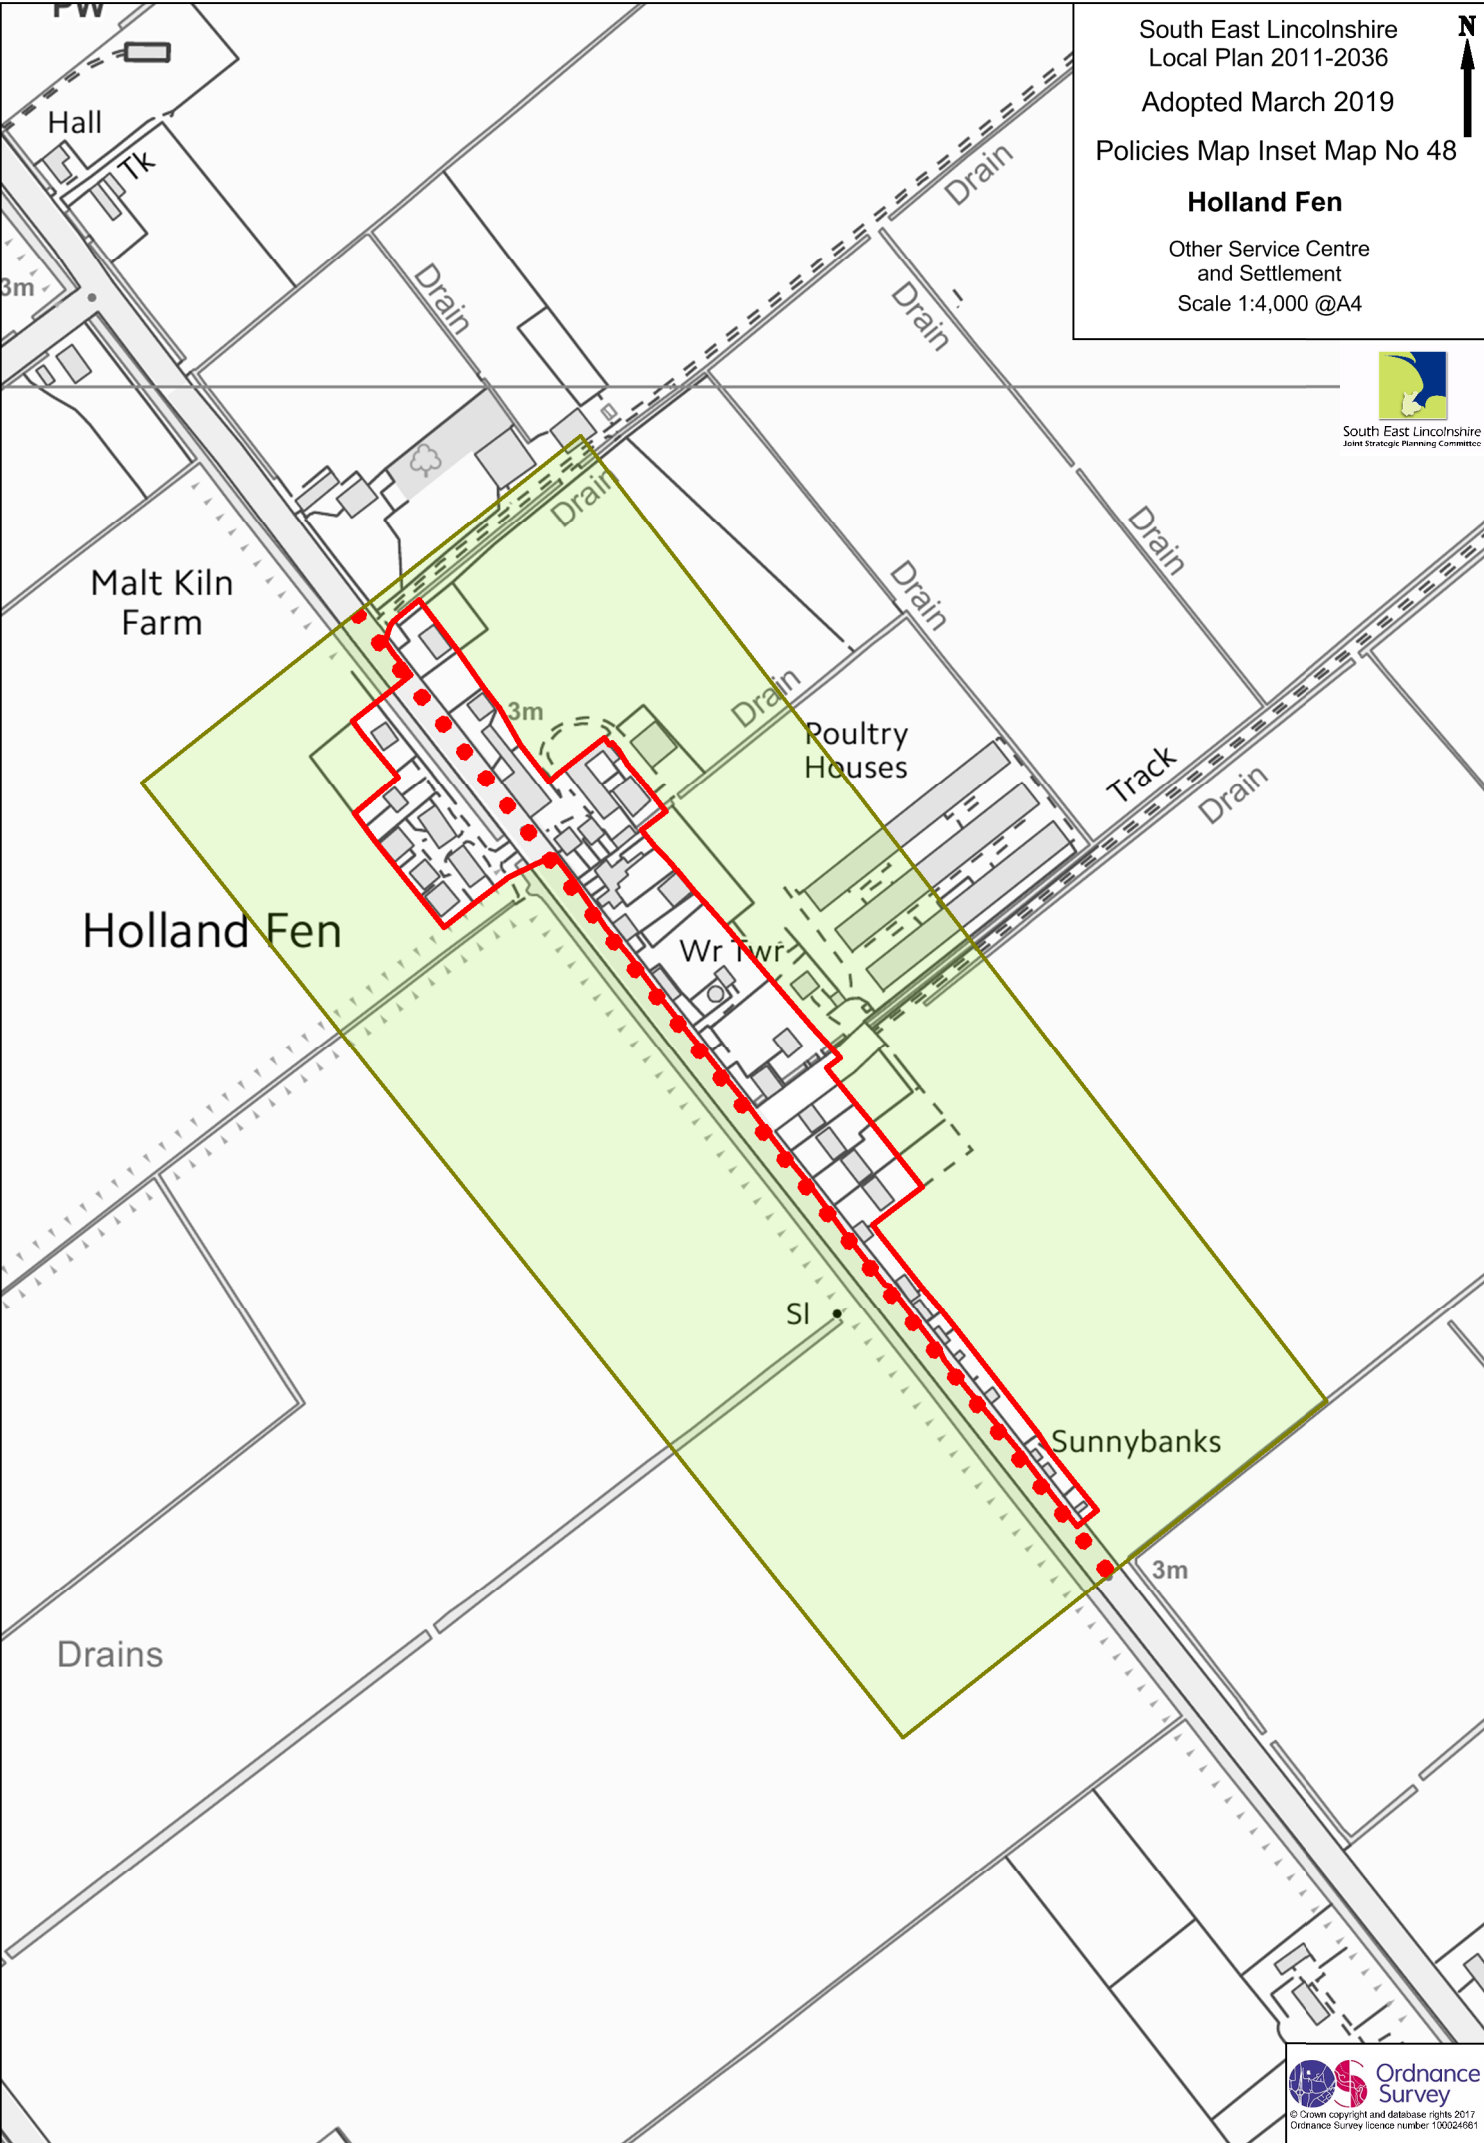 PW
South East Lincolnshire
Local Plan 2011-2036
Adopted March 2019
Policies Map Inset Map No 48
Holland Fen
Other Service Centre
and Settlement
Scale 1:4,000 @A4
N
South East Lincolnshire
Joint Strategic Planning Committee
Hall
Tk
3m
Drain
Drain
Drain
Drain
Drain
Drain
Malt Kiln
Farm
3m
Drain
Poultry
Houses
Track
Drain
Holland Fen
Wr Twr
Sl
Sunnybanks
3m
Drains
Ordnance
Survey
© Crown copyright and database rights 2017
Ordnance Survey licence number 100024661